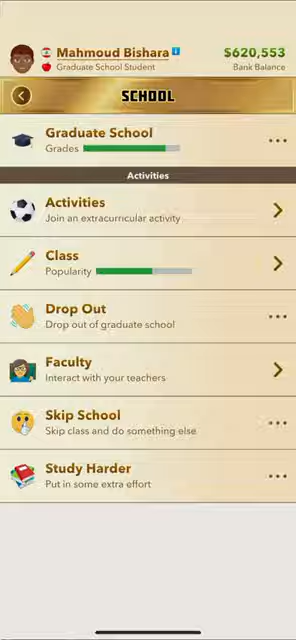 Mahmoud Bishara
$620,553
Graduate School Student
Bank Balance
SCHOOL
Graduate School
Grades
Activities
Activities
Join an extracurricular activity
Class
Popularity
Drop Out
Drop out of graduate school
Faculty
Interact with your teachers
Skip School
Skip class and do something else
Study Harder
Put in some extra effort